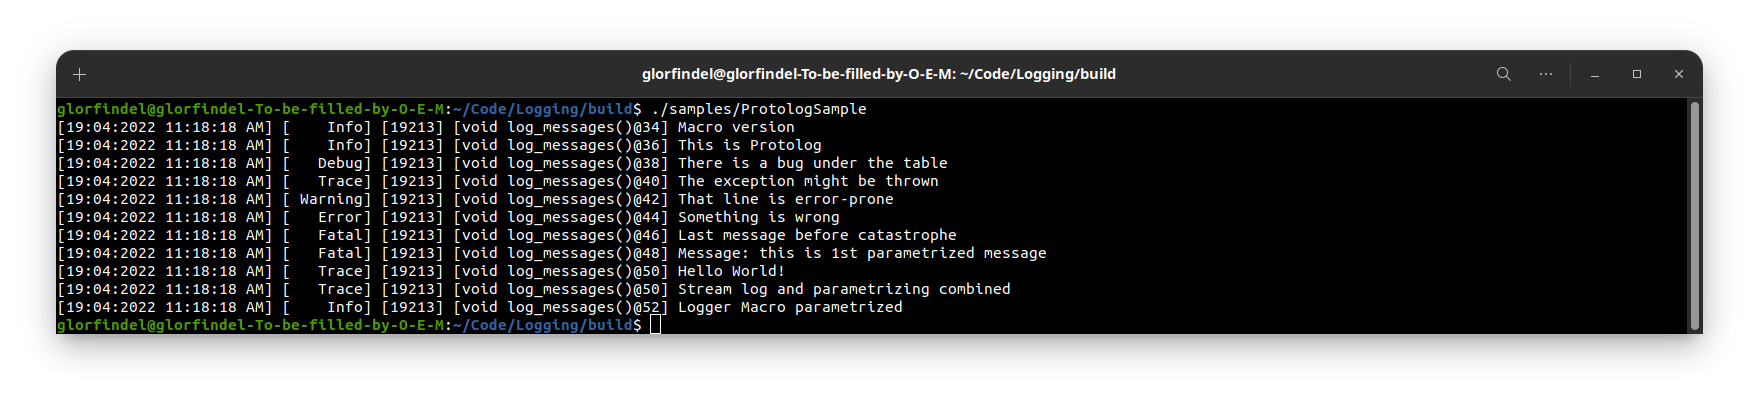 glorfindel@glorfindel-To-be-filled-by-O-E-M: ~/Code/Logging/build
glorfindel@glorfindel-To-be-filled-by-O-E-M:~/Code/Logging/build$ ./samples/ProtologSample
[19:04:2022 11:18:18 AM] [    Info] [19213] [void log_messages()@34] Macro version
[19:04:2022 11:18:18 AM] [    Info] [19213] [void log_messages()@36] This is Protolog
[19:04:2022 11:18:18 AM] [   Debug] [19213] [void log_messages()@38] There is a bug under the table
[19:04:2022 11:18:18 AM] [   Trace] [19213] [void log_messages()@40] The exception might be thrown
[19:04:2022 11:18:18 AM] [ Warning] [19213] [void log_messages()@42] That line is error-prone
[19:04:2022 11:18:18 AM] [   Error] [19213] [void log_messages()@44] Something is wrong
[19:04:2022 11:18:18 AM] [   Fatal] [19213] [void log_messages()@46] Last message before catastrophe
[19:04:2022 11:18:18 AM] [   Fatal] [19213] [void log_messages()@48] Message: this is 1st parametrized message
[19:04:2022 11:18:18 AM] [   Trace] [19213] [void log_messages()@50] Hello World!
[19:04:2022 11:18:18 AM] [   Trace] [19213] [void log_messages()@50] Stream log and parametrizing combined
[19:04:2022 11:18:18 AM] [    Info] [19213] [void log_messages()@52] Logger Macro parametrized
glorfindel@glorfindel-To-be-filled-by-O-E-M:~/Code/Logging/build$